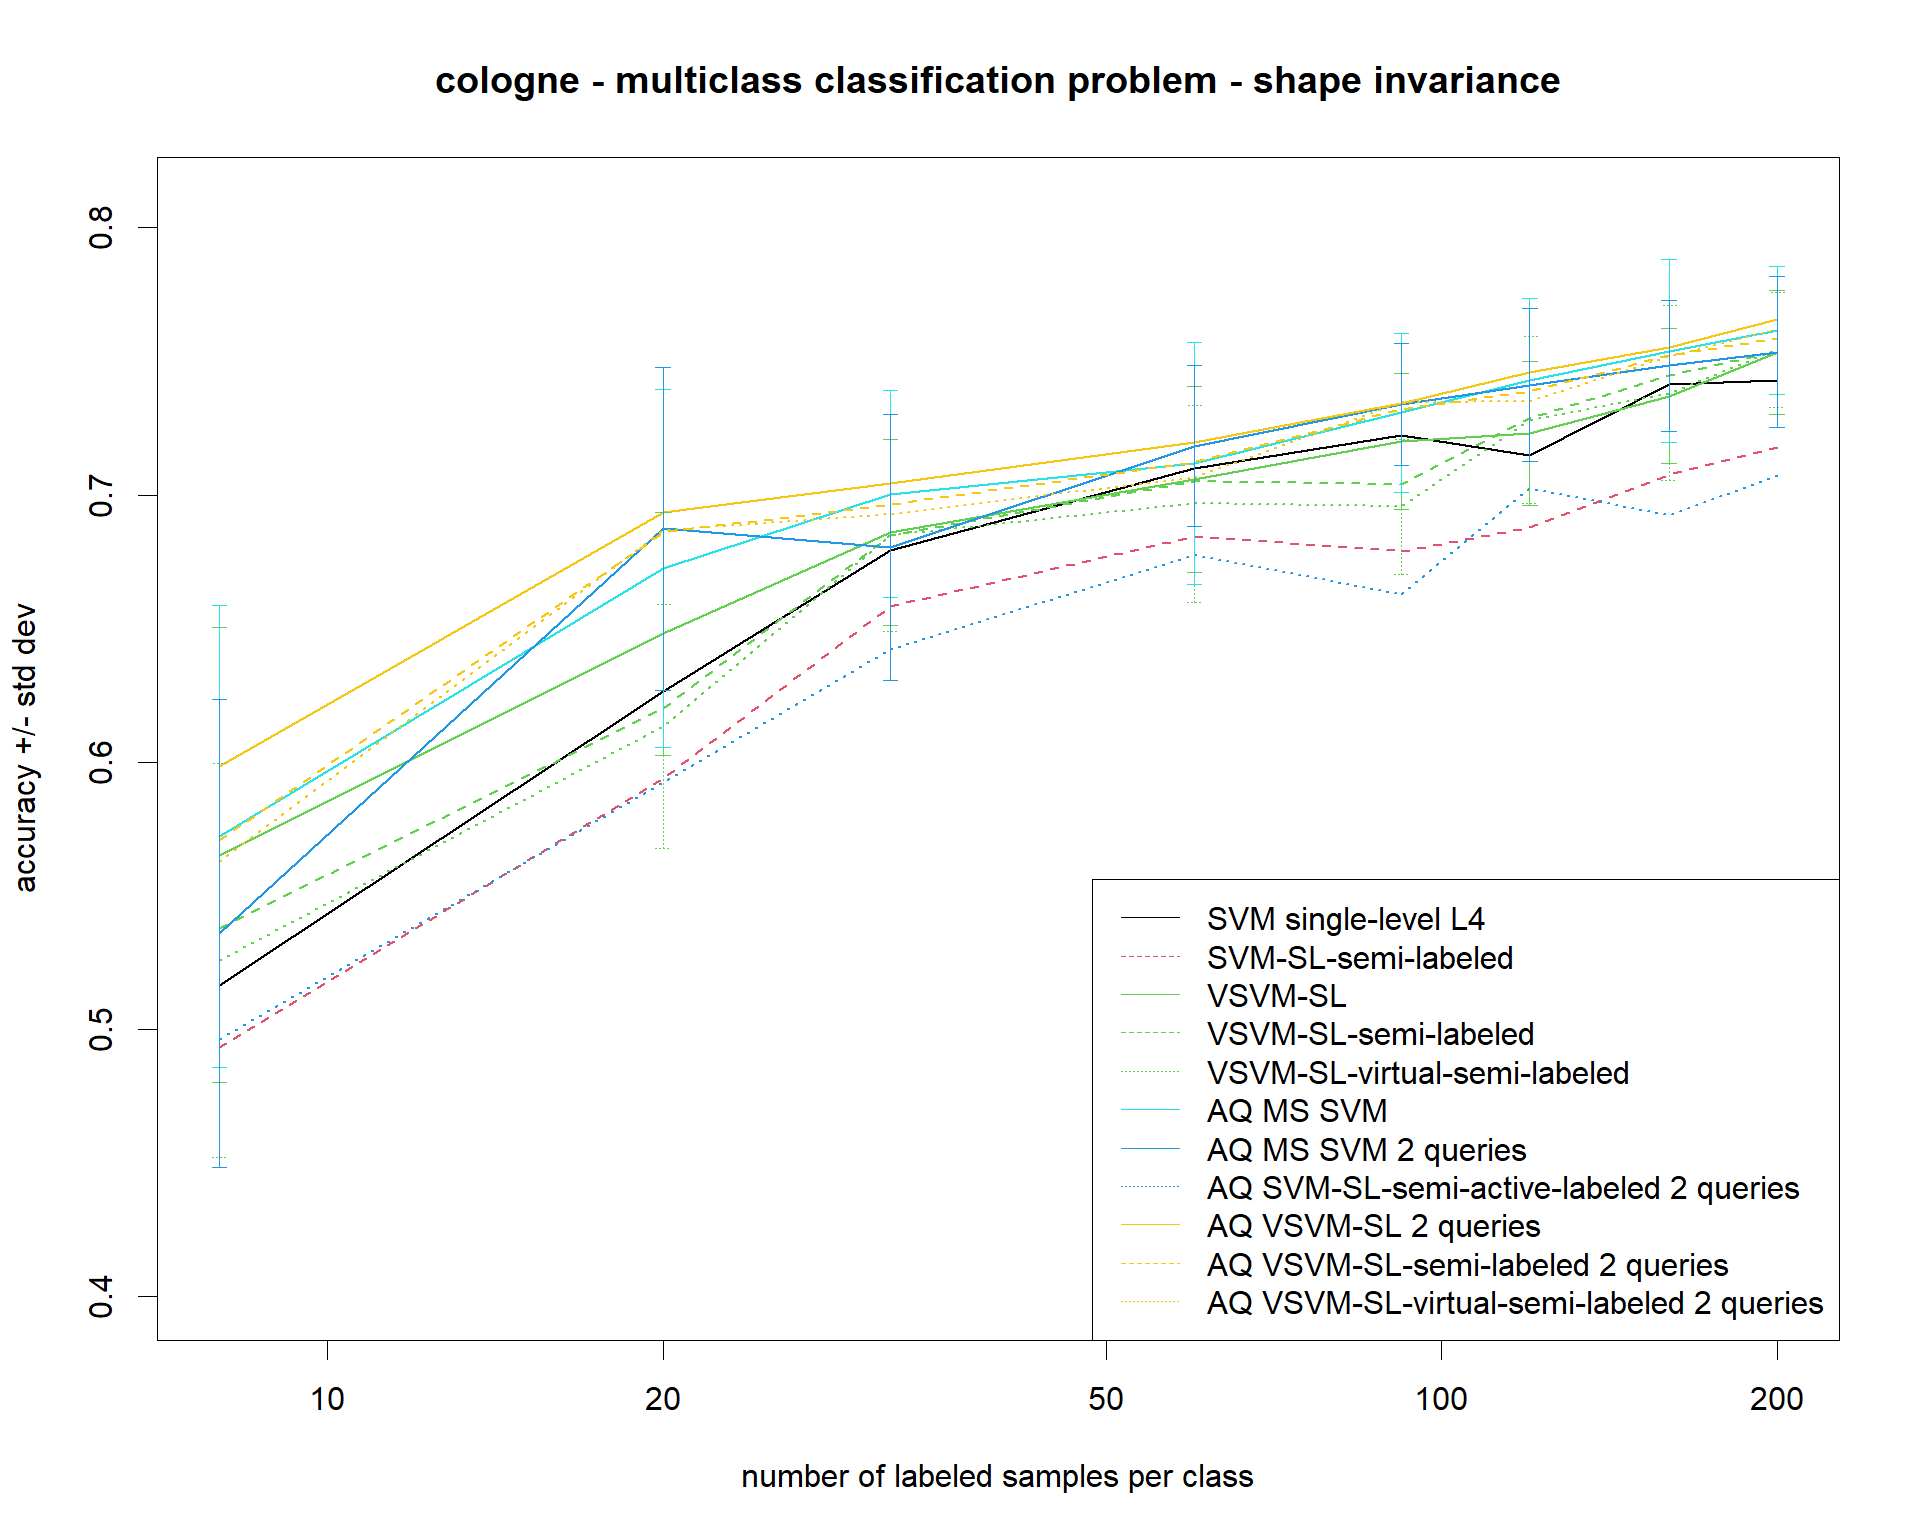 cologne - multiclass classification problem - shape invariance
accuracy +/- std dev
0.8
0.7
0.6
0.5
0.4
SVM single-level L4
SVM-SL-semi-labeled
VSVM-SL
VSVM-SL-semi-labeled
VSVM-SL-virtual-semi-labeled
AQ MS SVM
AQ MS SVM 2 queries
AQ SVM-SL-semi-active-labeled 2 queries
AQ VSVM-SL 2 queries
AQ VSVM-SL-semi-labeled 2 queries
AQ VSVM-SL-virtual-semi-labeled 2 queries
10 20 50 100 200
number of labeled samples per class